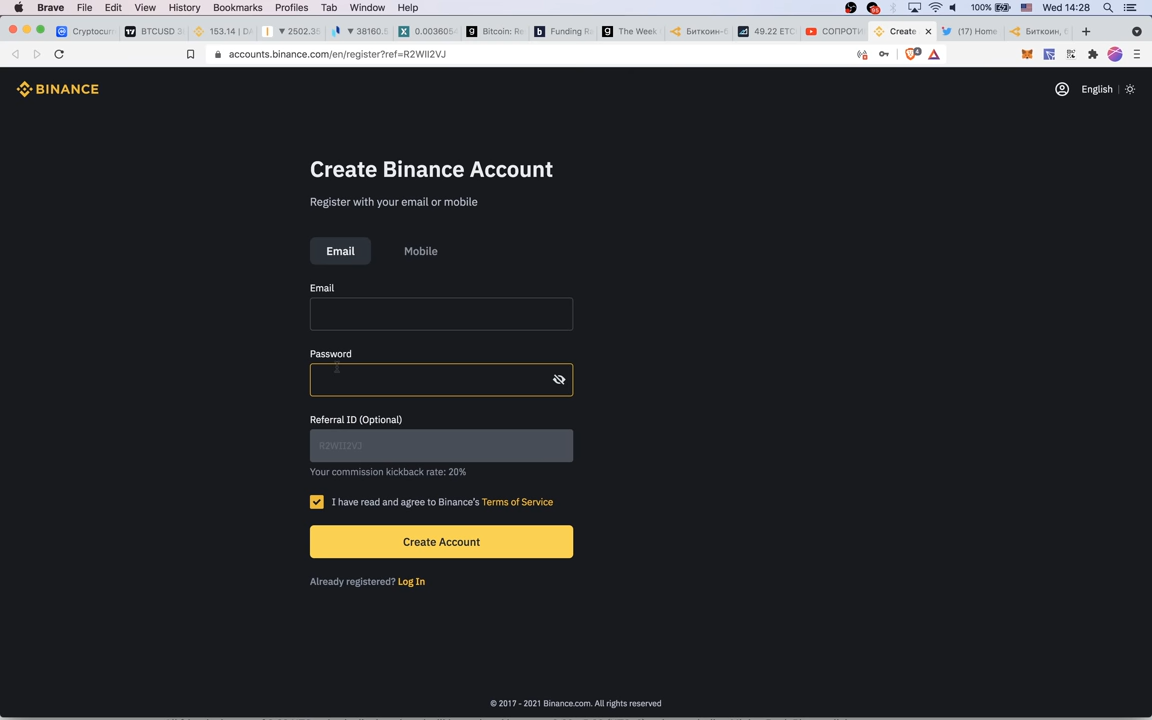 Brave File Edit View History Bookmarks Profiles Tab Window Help 100% Wed 14:28
Cryptocur BTCUSD 3 153.14 | DA 2502.35 38160.5 0.003605 Bitcoin: Re Funding Ra The Week Биткоин-б 49.22 ETC СОПРОТИ Create (17) Home Биткоин, б
accounts.binance.com/en/register?ref=R2WII2VJ
BINANCE
English
Create Binance Account
Register with your email or mobile
Email Mobile
Email
Password
Referral ID (Optional)
R2WII2VJ
Your commission kickback rate: 20%
I have read and agree to Binance's Terms of Service
Create Account
Already registered? Log In
© 2017 - 2021 Binance.com. All rights reserved